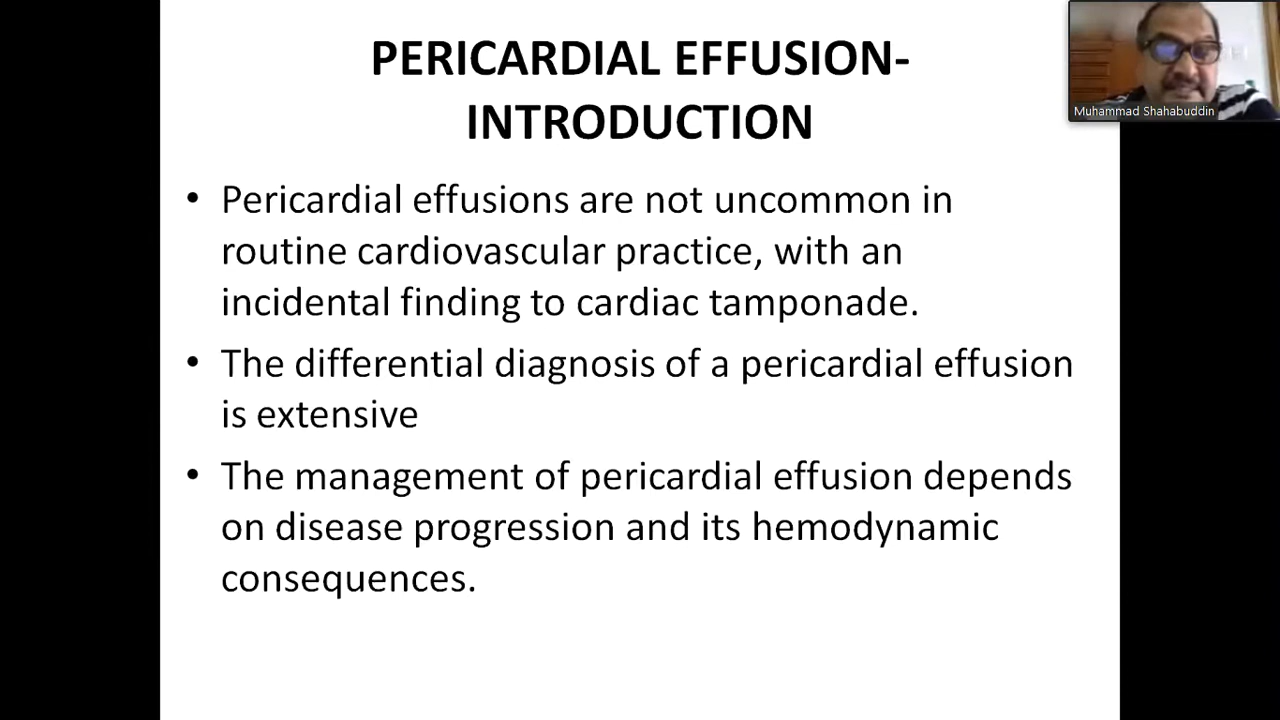 PERICARDIAL EFFUSION-
INTRODUCTION
Muhammad Shahabuddin
• Pericardial effusions are not uncommon in
routine cardiovascular practice, with an
incidental finding to cardiac tamponade.
• The differential diagnosis of a pericardial effusion
is extensive
• The management of pericardial effusion depends
on disease progression and its hemodynamic
consequences.